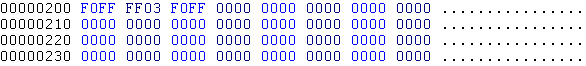 00000200 F0FF FF03 F0FF 0000 0000 0000 0000 0000 ................
00000210 0000 0000 0000 0000 0000 0000 0000 0000 ................
00000220 0000 0000 0000 0000 0000 0000 0000 0000 ................
00000230 0000 0000 0000 0000 0000 0000 0000 0000 ................